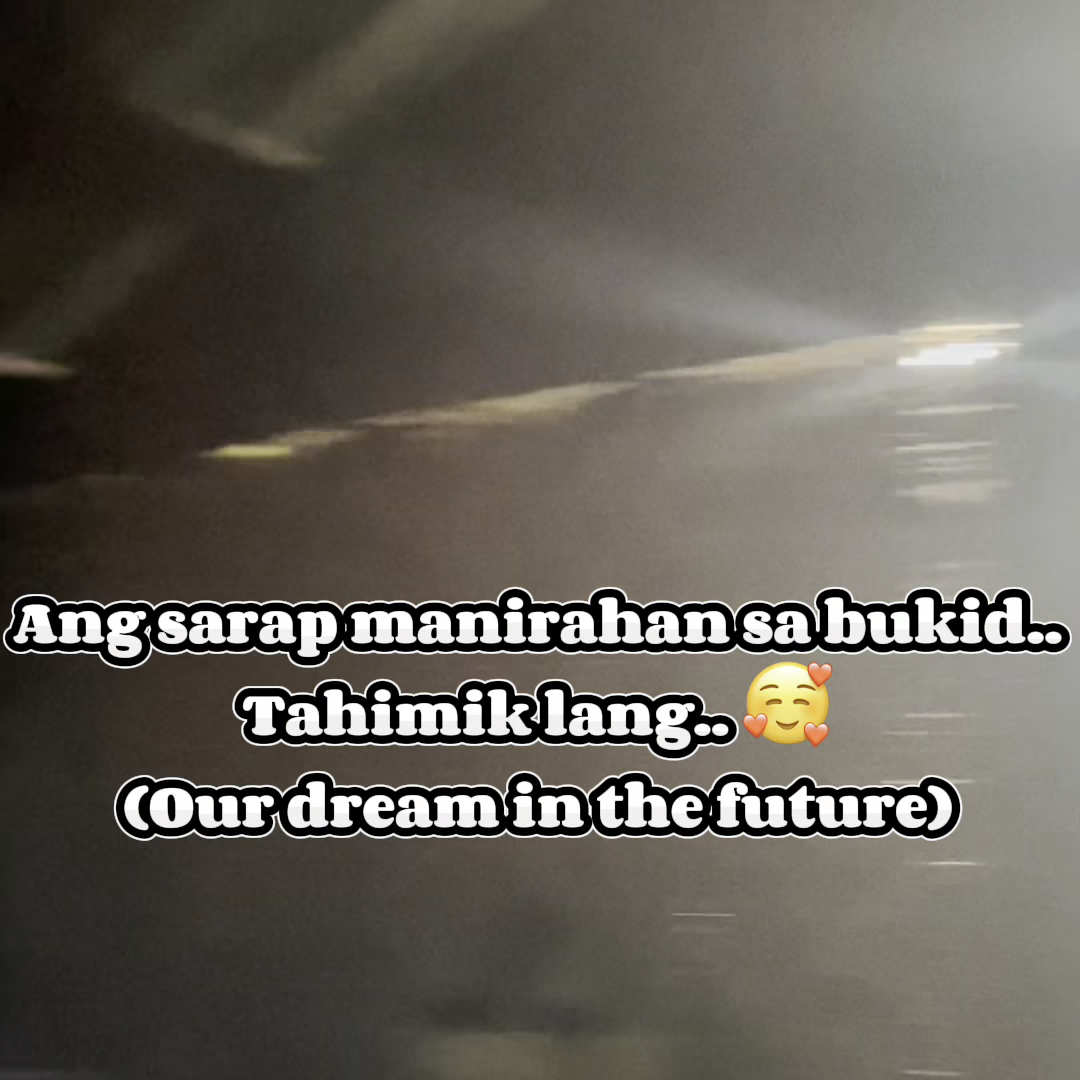 Ang sarap manirahan sa bukid..
Tahimik lang.. 🥰
(Our dream in the future)